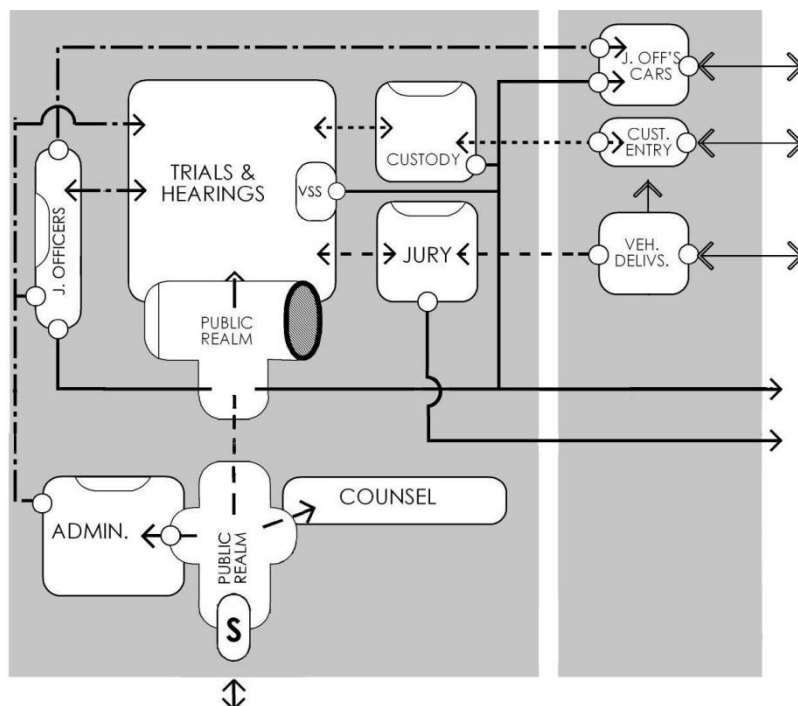 J. OFF'S
CARS
CUST.
ENTRY
CUSTODY
TRIALS &
HEARINGS
VSS
J. OFFICERS
JURY
VEH.
DELIVS.
PUBLIC
REALM
COUNSEL
ADMIN.
PUBLIC
REALM
S